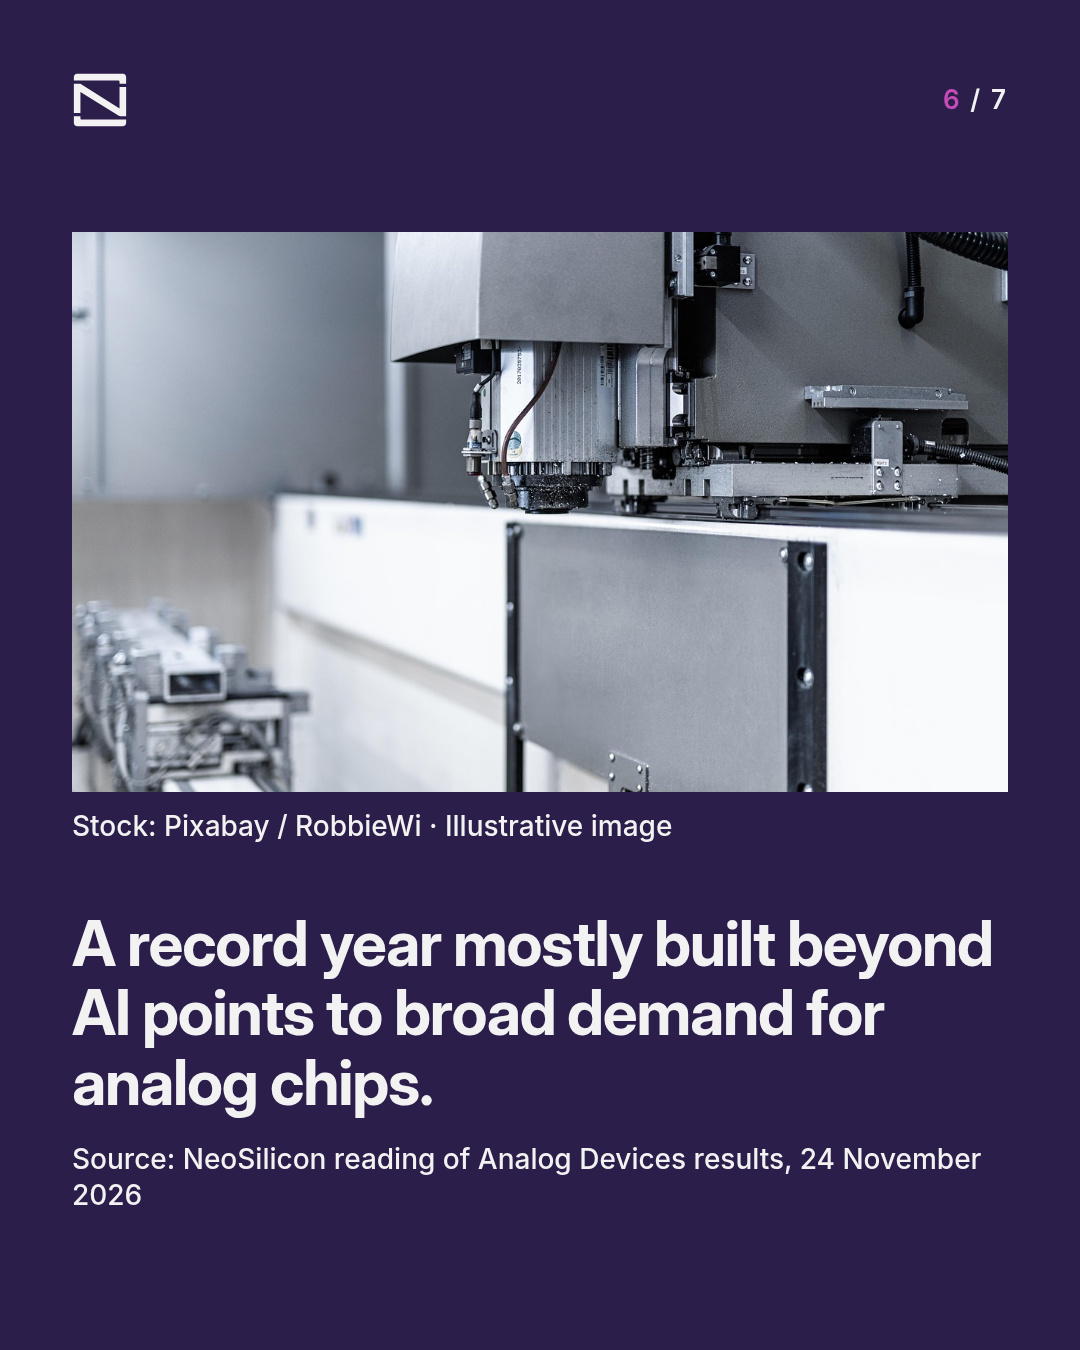 6 / 7
Stock: Pixabay / RobbieWi · Illustrative image
A record year mostly built beyond
AI points to broad demand for
analog chips.
Source: NeoSilicon reading of Analog Devices results, 24 November
2026